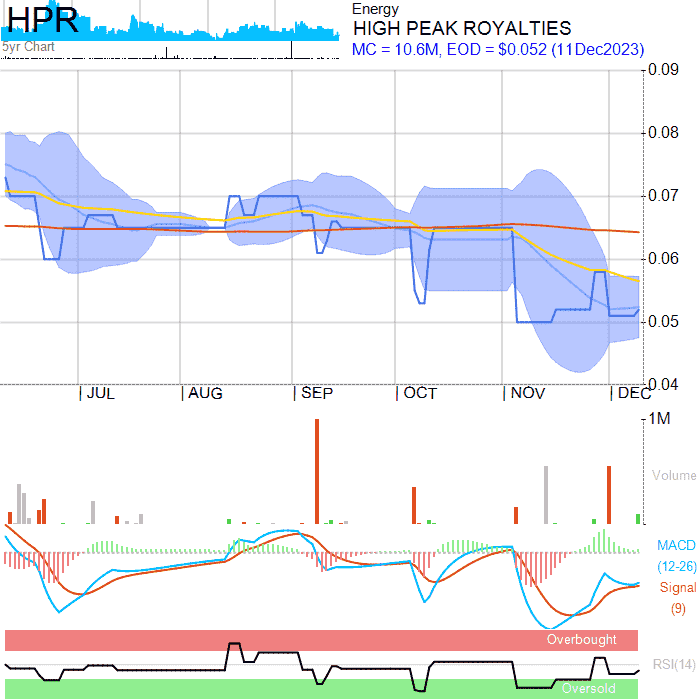 HPR
5yr Chart
Energy
HIGH PEAK ROYALTIES
MC = 10.6M, EOD = $0.052 (11Dec2023)
0.09
0.08
0.07
0.06
0.05
0.04
JUL AUG SEP OCT NOV DEC
1M
Volume
MACD
(12-26)
Signal
(9)
Overbought
RSI(14)
Oversold